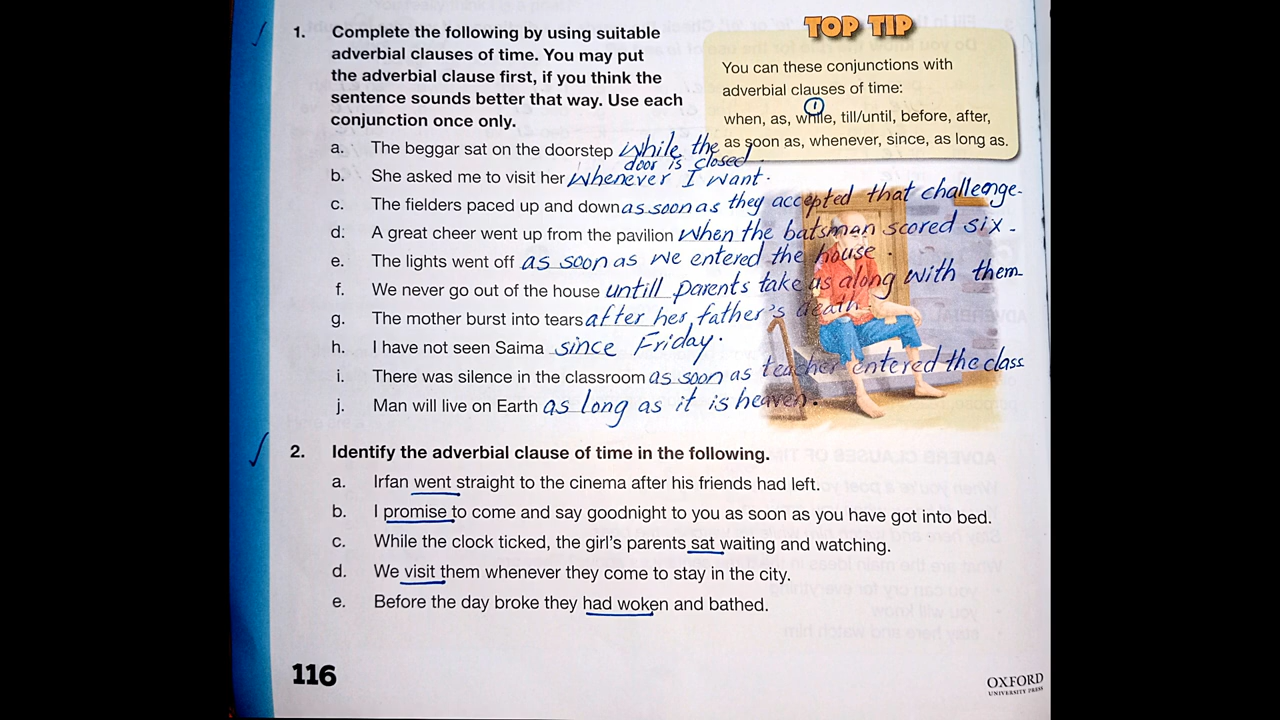 TOP TIP
1. Complete the following by using suitable
adverbial clauses of time. You may put
the adverbial clause first, if you think the
sentence sounds better that way. Use each
conjunction once only.
You can these conjunctions with
adverbial clauses of time:
1
when, as, while, till/until, before, after,
as soon as, whenever, since, as long as.
a. The beggar sat on the doorstep while the
door is closed.
b. She asked me to visit her whenever I want.
c. The fielders paced up and down as soon as they accepted that challenge.
d. A great cheer went up from the pavilion when the batsman scored six.
e. The lights went off as soon as we entered the house.
f. We never go out of the house untill parents take us along with them
g. The mother burst into tears after her father's death.
h. I have not seen Saima since Friday.
i. There was silence in the classroom as soon as teacher entered the class
j. Man will live on Earth as long as it is heaven.
2. Identify the adverbial clause of time in the following.
a. Irfan went straight to the cinema after his friends had left.
b. I promise to come and say goodnight to you as soon as you have got into bed.
c. While the clock ticked, the girl's parents sat waiting and watching.
d. We visit them whenever they come to stay in the city.
e. Before the day broke they had woken and bathed.
116
OXFORD
UNIVERSITY PRESS